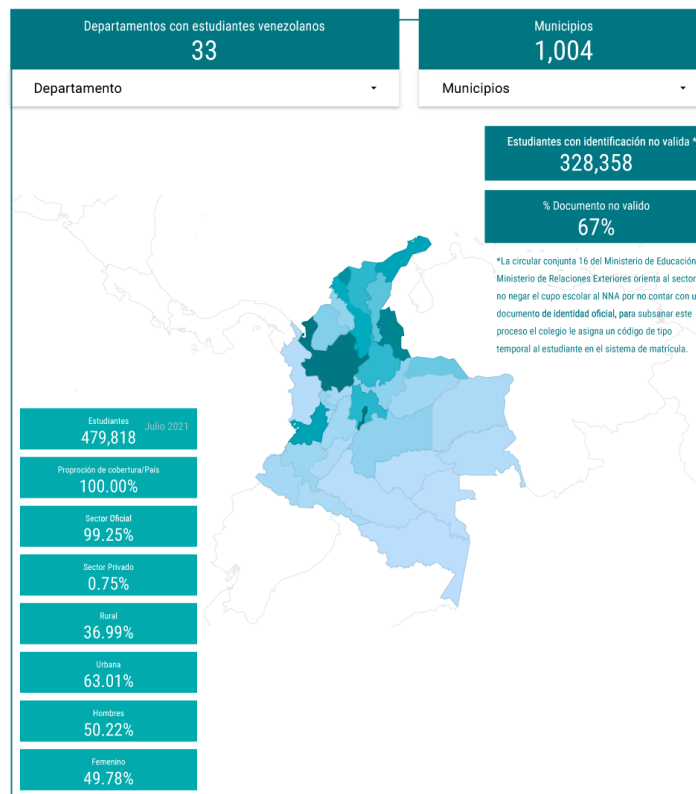 Departamentos con estudiantes venezolanos
33
Departamento
Municipios
1,004
Municipios
Estudiantes con identificación no valida *
328,358
% Documento no valido
67%
*La circular conjunta 16 del Ministerio de Educación
Ministerio de Relaciones Exteriores orienta al sector
no negar el cupo escolar al NNA por no contar con u
documento de identidad oficial, para subsanar este
proceso el colegio le asigna un código de tipo
temporal al estudiante en el sistema de matrícula.
Estudiantes
479,818
Julio 2021
Proproción de cobertura/País
100.00%
Sector Oficial
99.25%
Sector Privado
0.75%
Rural
36.99%
Urbana
63.01%
Hombres
50.22%
Femenino
49.78%